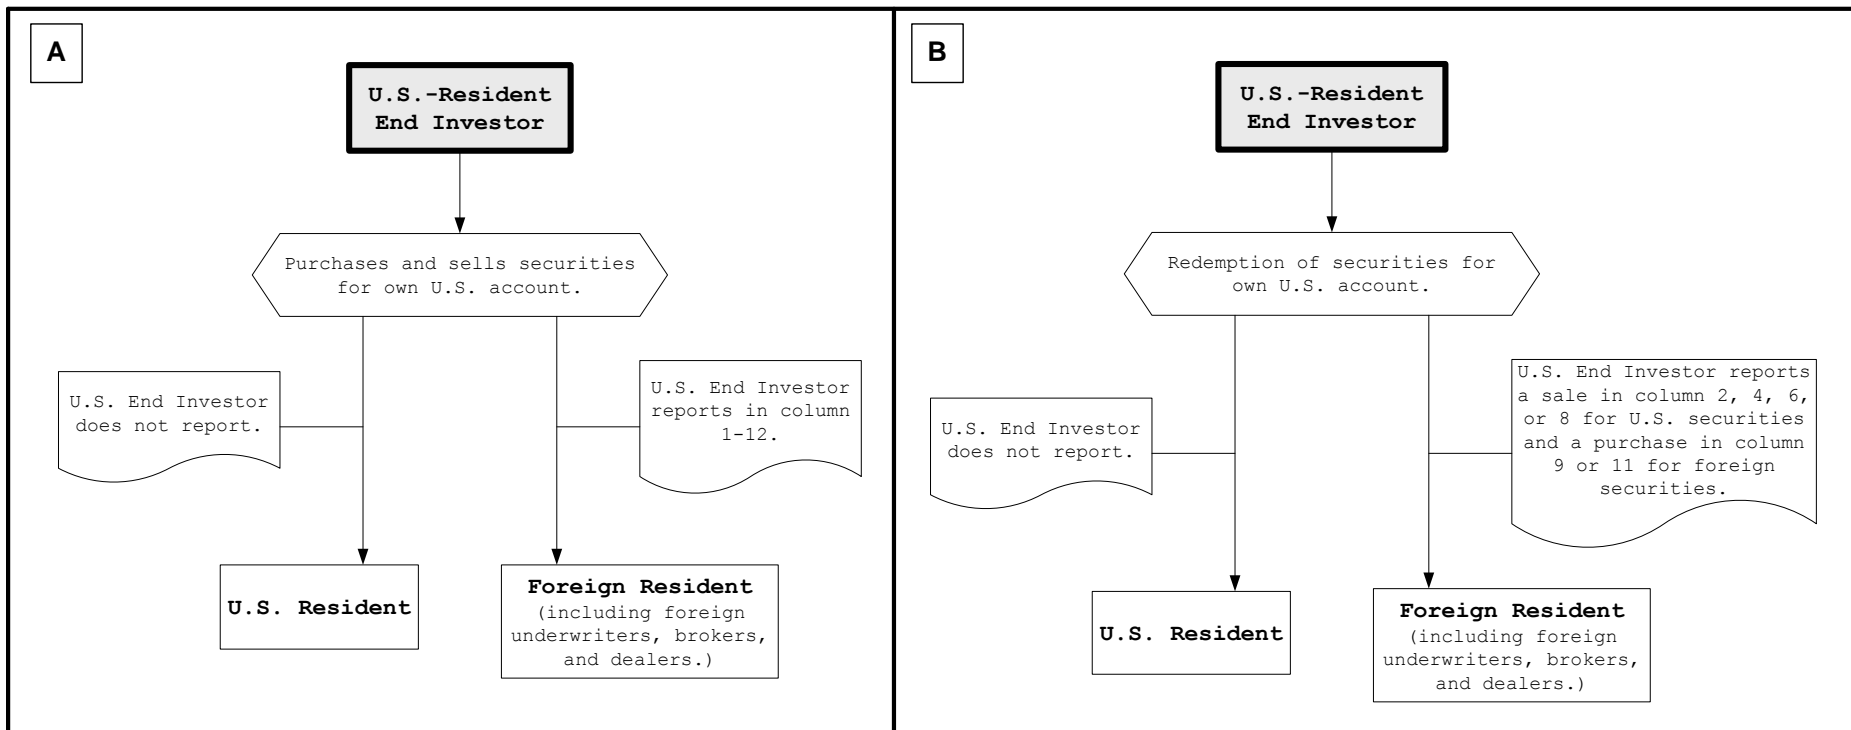 A
U.S.-Resident
End Investor
Purchases and sells securities
for own U.S. account.
U.S. End Investor
does not report.
U.S. End Investor
reports in column
1-12.
U.S. Resident
Foreign Resident
(including foreign
underwriters, brokers,
and dealers.)
B
U.S.-Resident
End Investor
Redemption of securities for
own U.S. account.
U.S. End Investor
does not report.
U.S. End Investor reports
a sale in column 2, 4, 6,
or 8 for U.S. securities
and a purchase in column
9 or 11 for foreign
securities.
U.S. Resident
Foreign Resident
(including foreign
underwriters, brokers,
and dealers.)